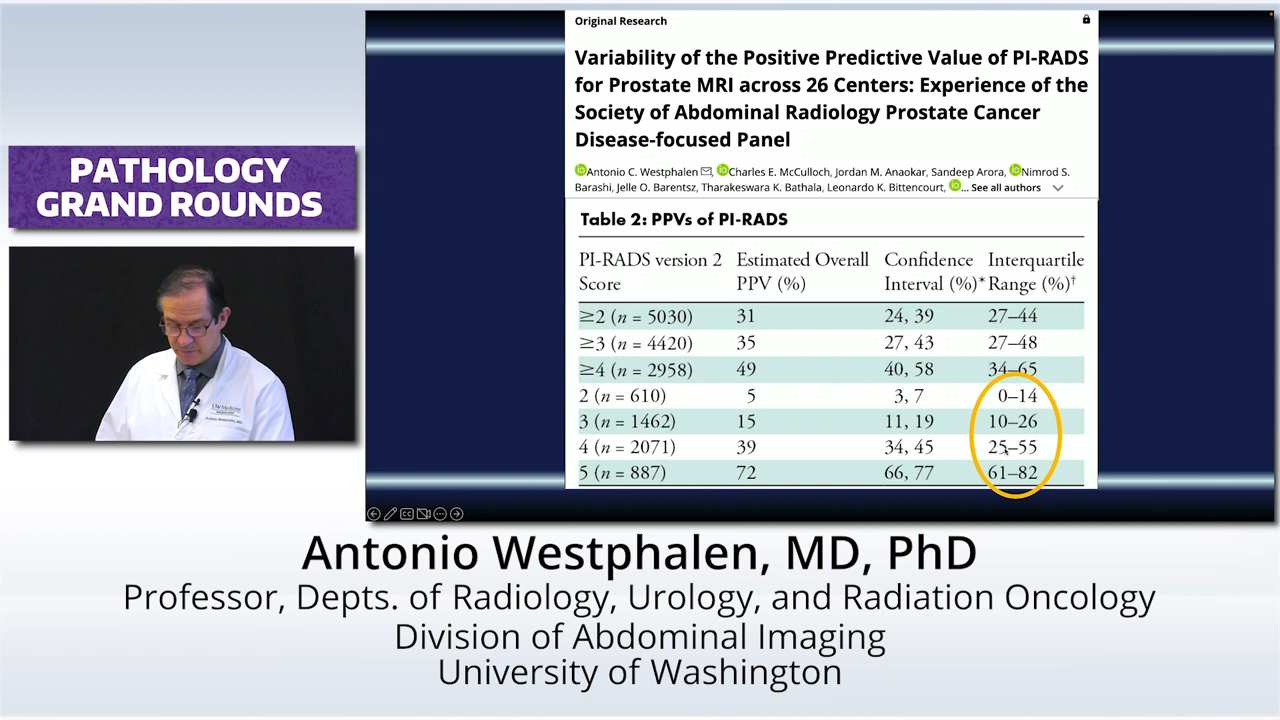 Original Research
Variability of the Positive Predictive Value of PI-RADS
for Prostate MRI across 26 Centers: Experience of the
Society of Abdominal Radiology Prostate Cancer
Disease-focused Panel
Antonio C. Westphalen, Charles E. McCulloch, Jordan M. Anaokar, Sandeep Arora, Nimrod S.
Barashi, Jelle O. Barentsz, Tharakeswara K. Bathala, Leonardo K. Bittencourt, ... See all authors
PATHOLOGY
GRAND ROUNDS
Table 2: PPVs of PI-RADS
PI-RADS version 2 Estimated Overall Confidence Interquartile
Score PPV (%) Interval (%)* Range (%)†
≥2 (n = 5030) 31 24, 39 27–44
≥3 (n = 4420) 35 27, 43 27–48
≥4 (n = 2958) 49 40, 58 34–65
2 (n = 610) 5 3, 7 0–14
3 (n = 1462) 15 11, 19 10–26
4 (n = 2071) 39 34, 45 25–55
5 (n = 887) 72 66, 77 61–82
UW Medicine
Antonio Westphalen, MD, PhD
Professor, Depts. of Radiology, Urology, and Radiation Oncology
Division of Abdominal Imaging
University of Washington